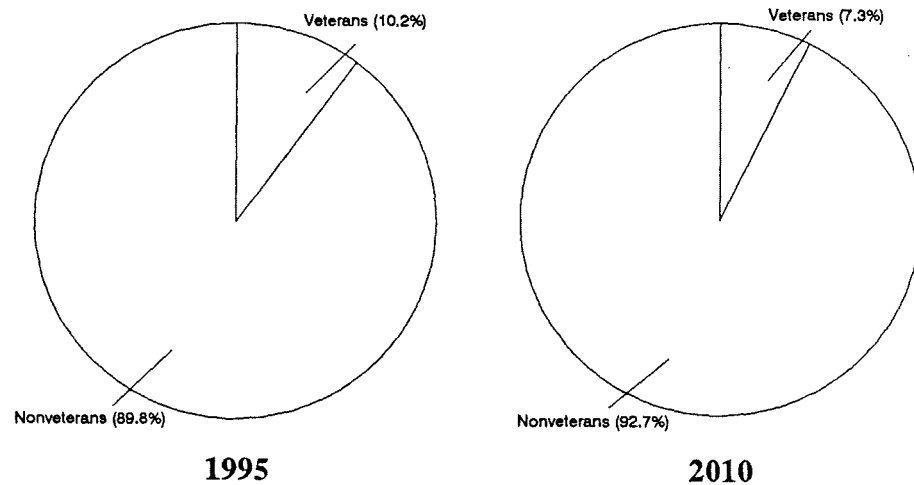 Veterans (10.2%)
Nonveterans (89.8%)
1995
Veterans (7.3%)
Nonveterans (92.7%)
2010